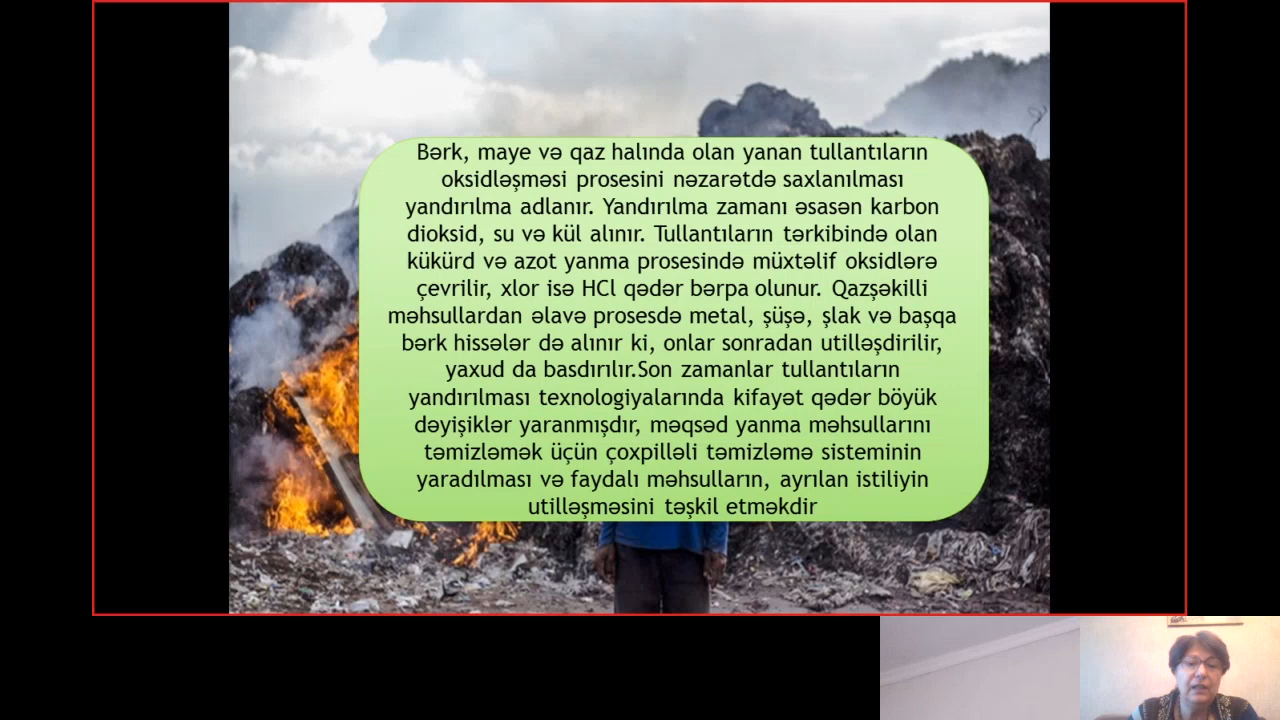 Bərk, maye və qaz halında olan yanan tullantıların
oksidləşməsi prosesini nəzarətdə saxlanılması
yandırılma adlanır. Yandırılma zamanı əsasən karbon
dioksid, su və kül alınır. Tullantıların tərkibində olan
kükürd və azot yanma prosesində müxtəlif oksidlərə
çevrilir, xlor isə HCl qədər bərpa olunur. Qazşəkilli
məhsullardan əlavə prosesdə metal, şüşə, şlak və başqa
bərk hissələr də alınır ki, onlar sonradan utilləşdirilir,
yaxud da basdırılır.Son zamanlar tullantıların
yandırılması texnologiyalarında kifayət qədər böyük
dəyişiklər yaranmışdır, məqsəd yanma məhsullarını
təmizləmək üçün çoxpilləli təmizləmə sisteminin
yaradılması və faydalı məhsulların, ayrılan istiliyin
utilləşməsini təşkil etməkdir